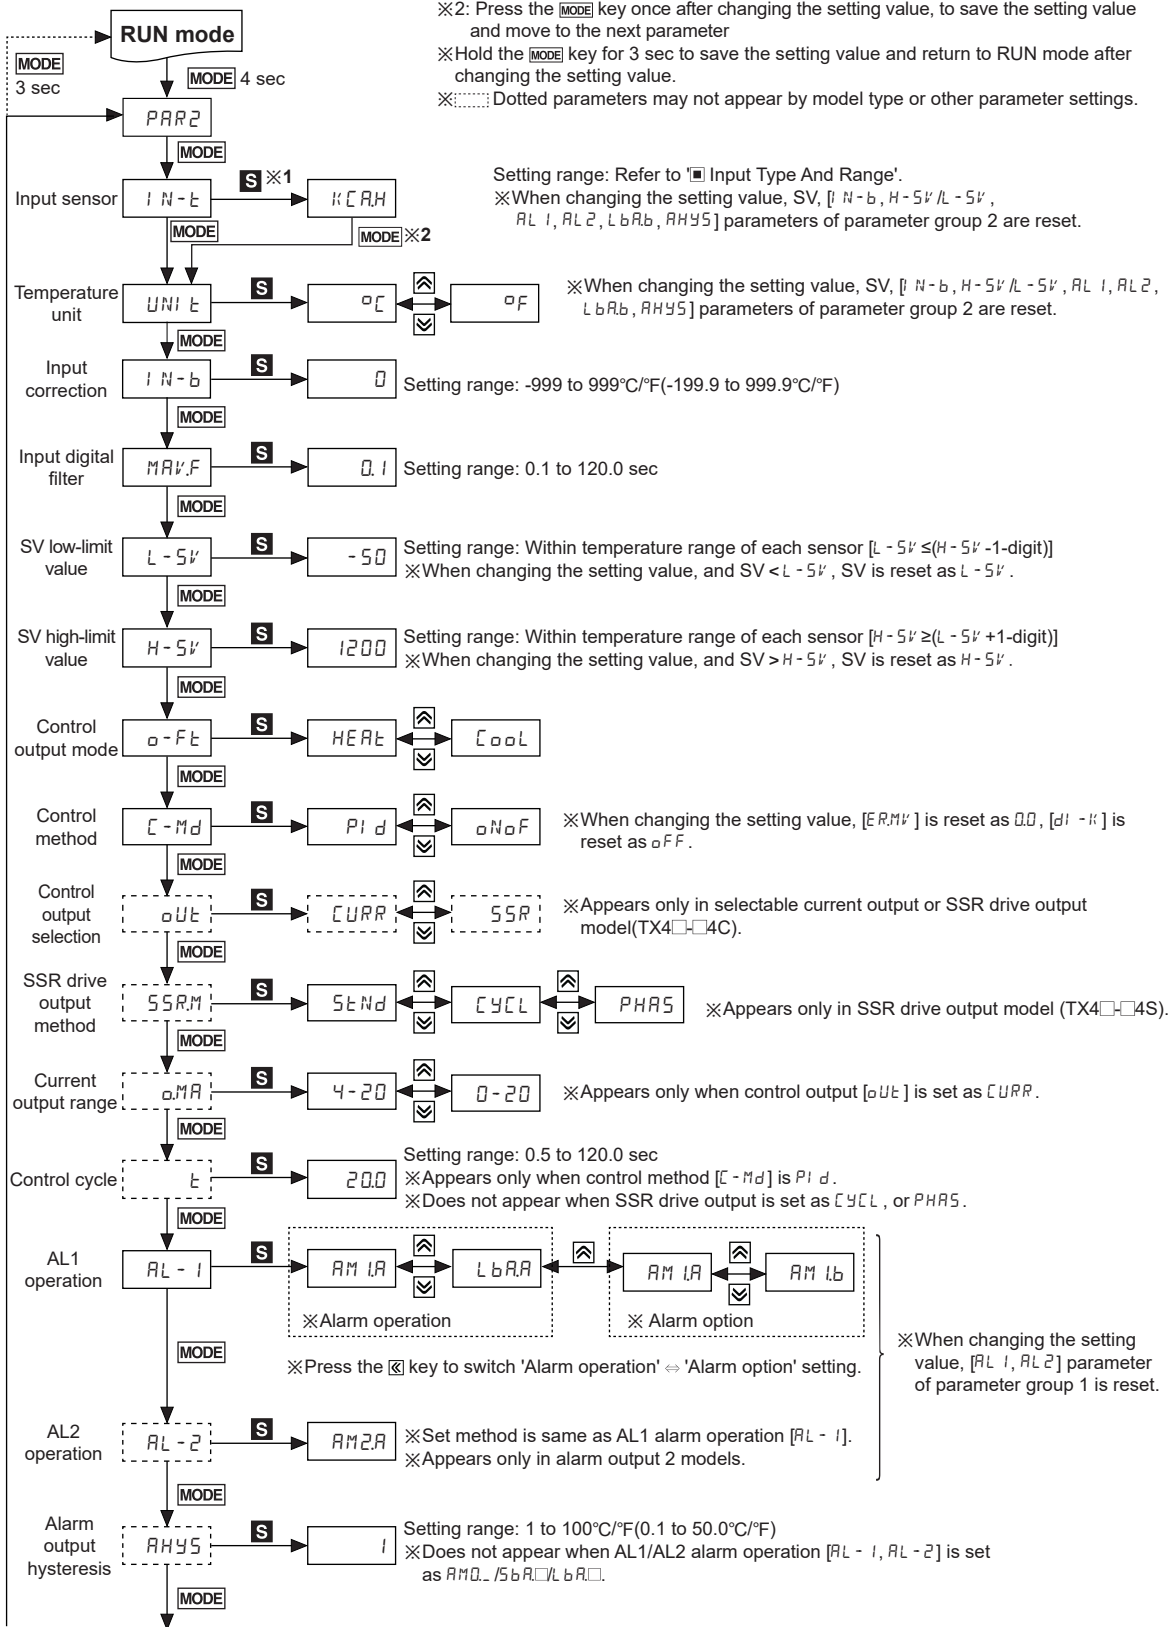 ※2: Press the MODE key once after changing the setting value, to save the setting value
and move to the next parameter
※Hold the MODE key for 3 sec to save the setting value and return to RUN mode after
changing the setting value.
※ Dotted parameters may not appear by model type or other parameter settings.
RUN mode
MODE
3 sec
MODE 4 sec
PAR2
MODE
Input sensor
IN-t
S ※1
KCA.H
Setting range: Refer to '▣ Input Type And Range'.
※When changing the setting value, SV, [IN-b, H-SV/L-SV,
AL1, AL2, LbA.b, AHYS] parameters of parameter group 2 are reset.
MODE
MODE ※2
Temperature
unit
UNIt
S
°C
°F
※When changing the setting value, SV, [IN-b, H-SV/L-SV, AL1, AL2,
LbA.b, AHYS] parameters of parameter group 2 are reset.
MODE
Input
correction
IN-b
S
0
Setting range: -999 to 999°C/°F(-199.9 to 999.9°C/°F)
MODE
Input digital
filter
MAV.F
S
0.1
Setting range: 0.1 to 120.0 sec
MODE
SV low-limit
value
L-SV
S
-50
Setting range: Within temperature range of each sensor [L-SV ≤(H-SV -1-digit)]
※When changing the setting value, and SV < L-SV, SV is reset as L-SV.
MODE
SV high-limit
value
H-SV
S
1200
Setting range: Within temperature range of each sensor [H-SV ≥(L-SV +1-digit)]
※When changing the setting value, and SV > H-SV, SV is reset as H-SV.
MODE
Control
output mode
o-Ft
S
HEAt
CooL
MODE
Control
method
C-Md
S
PId
oNoF
※When changing the setting value, [ER.MV] is reset as 0.0, [dI-K] is
reset as oFF.
MODE
Control
output
selection
oUt
S
CURR
SSR
※Appears only in selectable current output or SSR drive output
model(TX4□-□4C).
MODE
SSR drive
output
method
SSR.M
S
StNd
CYCL
PHAS
※Appears only in SSR drive output model (TX4□-□4S).
MODE
Current
output range
o.MA
S
4-20
0-20
※Appears only when control output [oUt] is set as CURR.
MODE
Control cycle
t
S
20.0
Setting range: 0.5 to 120.0 sec
※Appears only when control method [C-Md] is PId.
※Does not appear when SSR drive output is set as CYCL, or PHAS.
MODE
AL1
operation
AL-1
S
AM1.A
LbA.A
AM1.A
AM1.b
※Alarm operation
※ Alarm option
MODE
※Press the key to switch 'Alarm operation' ⇔ 'Alarm option' setting.
※When changing the setting
value, [AL1, AL2] parameter
of parameter group 1 is reset.
AL2
operation
AL-2
S
AM2.A
※Set method is same as AL1 alarm operation [AL-1].
※Appears only in alarm output 2 models.
MODE
Alarm
output
hysteresis
AHYS
S
1
Setting range: 1 to 100°C/°F(0.1 to 50.0°C/°F)
※Does not appear when AL1/AL2 alarm operation [AL-1, AL-2] is set
as AM0._/SbA.□/LbA.□.
MODE